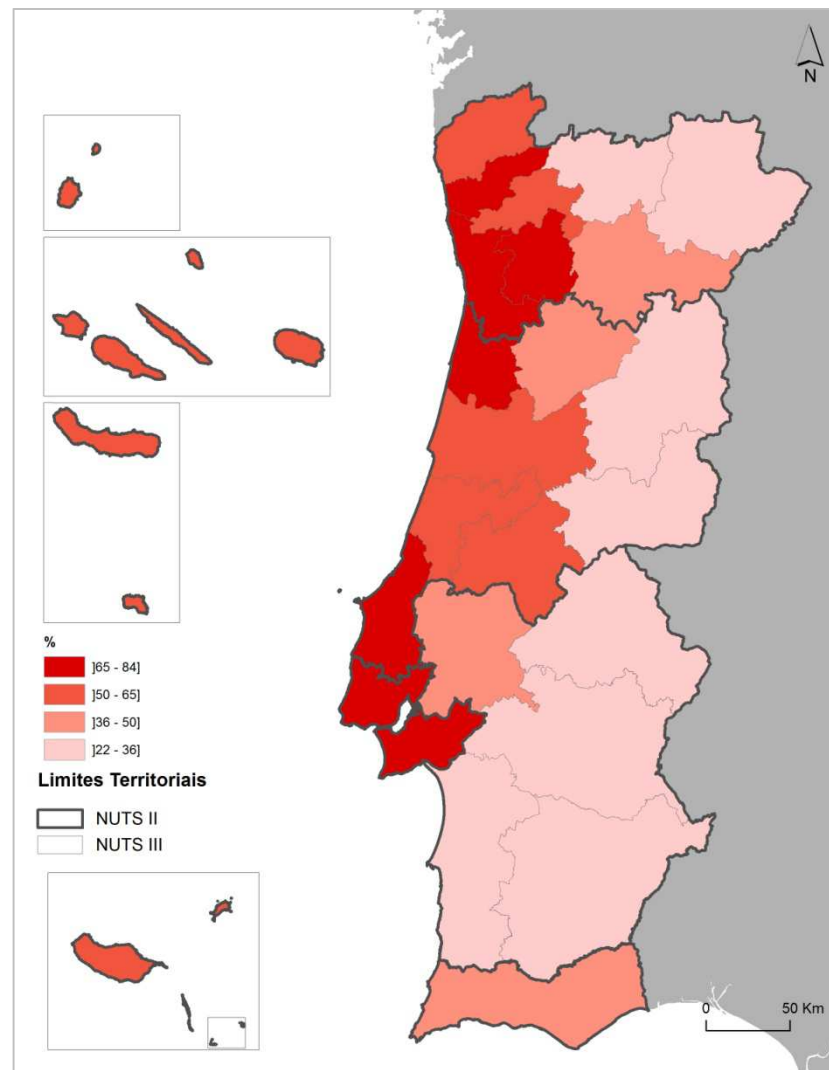 N
%
]65 - 84]
]50 - 65]
]36 - 50]
]22 - 36]
Limites Territoriais
NUTS II
NUTS III
0 50 Km